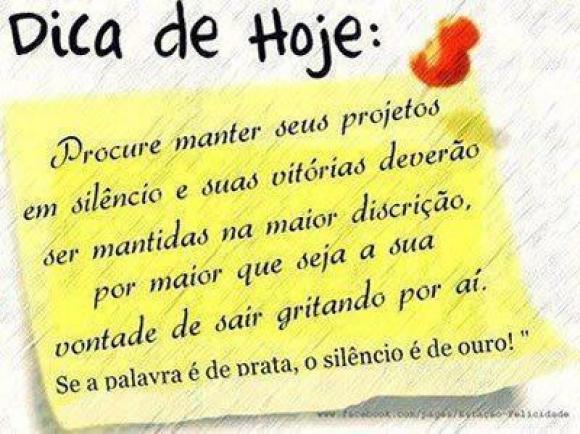 Dica de Hoje:
Procure manter seus projetos
em silêncio e suas vitórias deverão
ser mantidas na maior discrição,
por maior que seja a sua
vontade de sair gritando por aí.
Se a palavra é de prata, o silêncio é de ouro! "
www.facebook.com/pages/Estação-Felicidade